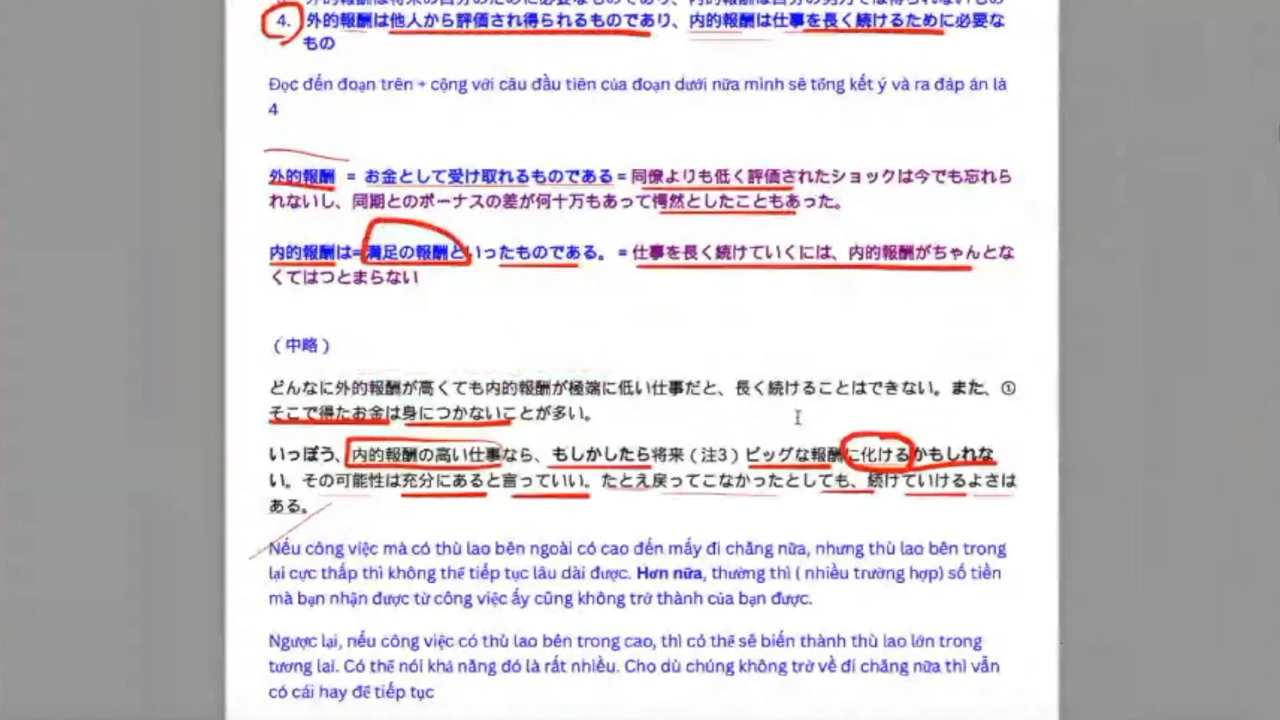 4. 外的報酬は他人から評価され得られるものであり、内的報酬は仕事を長く続けるために必要な
もの
Đọc đến đoạn trên + cộng với câu đầu tiên của đoạn dưới nữa mình sẽ tổng kết ý và ra đáp án là
4
外的報酬 = お金として受け取れるものである = 同僚よりも低く評価されたショックは今でも忘れら
れないし、同期とのボーナスの差が何十万もあって愕然としたこともあった。
内的報酬は=満足の報酬といったものである。 = 仕事を長く続けていくには、内的報酬がちゃんとな
くてはつとまらない
（中略）
どんなに外的報酬が高くても内的報酬が極端に低い仕事だと、長く続けることはできない。また、①
そこで得たお金は身につかないことが多い。
いっぽう、内的報酬の高い仕事なら、もしかしたら将来（注3）ビッグな報酬に化けるかもしれな
い。その可能性は充分にあると言っていい。たとえ戻ってこなかったとしても、続けていけるよさは
ある。
Nếu công việc mà có thù lao bên ngoài có cao đến mấy đi chăng nữa, nhưng thù lao bên trong
lại cực thấp thì không thể tiếp tục lâu dài được. Hơn nữa, thường thì ( nhiều trường hợp) số tiền
mà bạn nhận được từ công việc ấy cũng không trở thành của bạn được.
Ngược lại, nếu công việc có thù lao bên trong cao, thì có thể sẽ biến thành thù lao lớn trong
tương lai. Có thể nói khả năng đó là rất nhiều. Cho dù chúng không trở về đi chăng nữa thì vẫn
có cái hay để tiếp tục